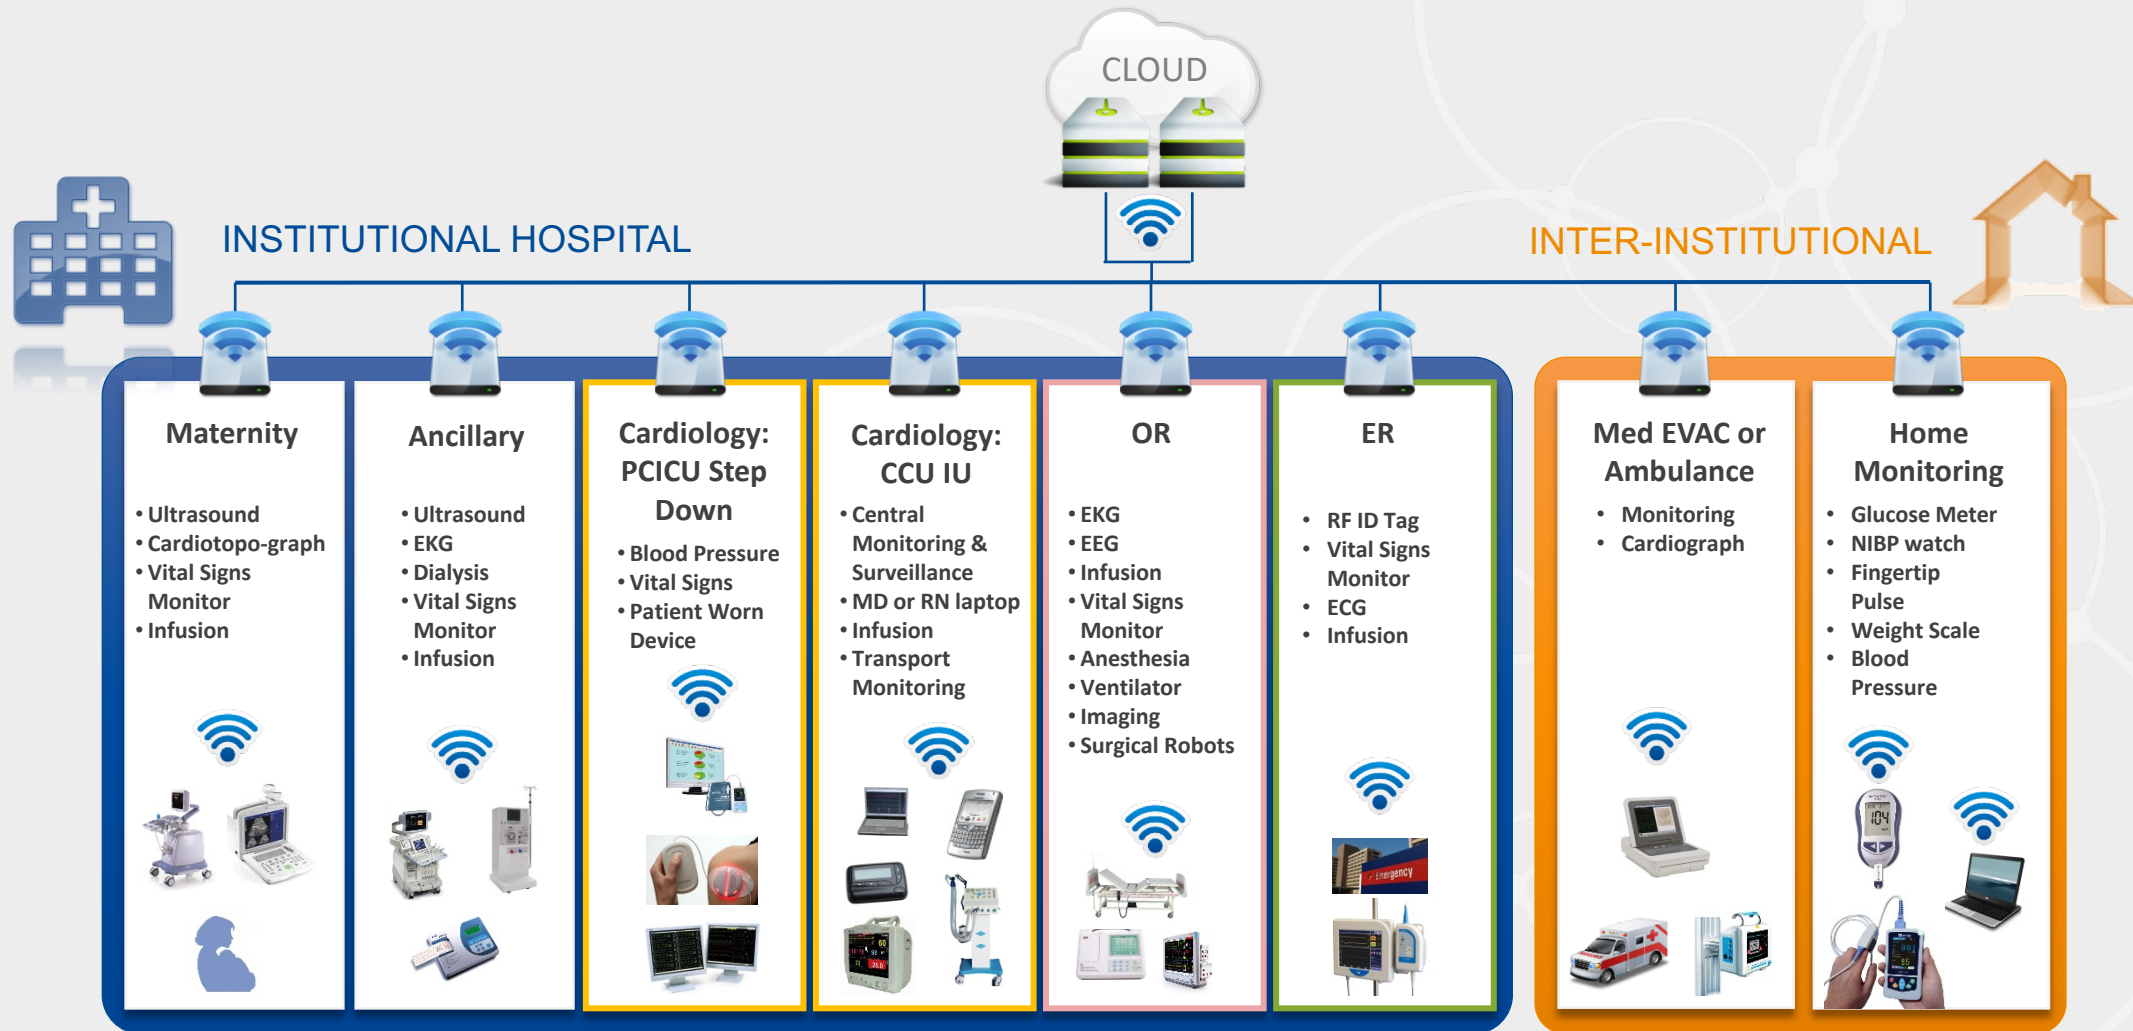 CLOUD
INSTITUTIONAL HOSPITAL
INTER-INSTITUTIONAL
Maternity
• Ultrasound
• Cardiotopo-graph
• Vital Signs
Monitor
• Infusion
Ancillary
• Ultrasound
• EKG
• Dialysis
• Vital Signs
Monitor
• Infusion
Cardiology:
PCICU Step
Down
• Blood Pressure
• Vital Signs
• Patient Worn
Device
Cardiology:
CCU IU
• Central
Monitoring &
Surveillance
• MD or RN laptop
• Infusion
• Transport
Monitoring
OR
• EKG
• EEG
• Infusion
• Vital Signs
Monitor
• Anesthesia
• Ventilator
• Imaging
• Surgical Robots
ER
• RF ID Tag
• Vital Signs
Monitor
• ECG
• Infusion
Emergency
Med EVAC or
Ambulance
• Monitoring
• Cardiograph
Home
Monitoring
• Glucose Meter
• NIBP watch
• Fingertip
Pulse
• Weight Scale
• Blood
Pressure
104